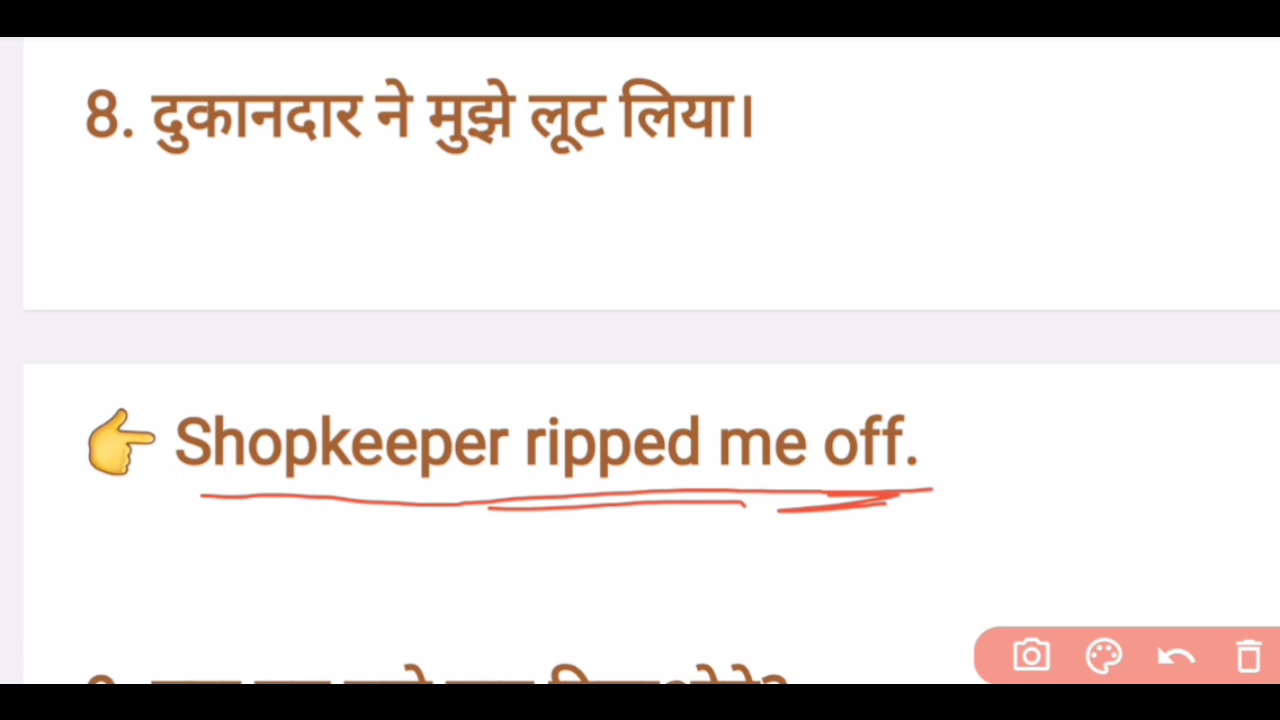 8. दुकानदार ने मुझे लूट लिया।
👉 Shopkeeper ripped me off.